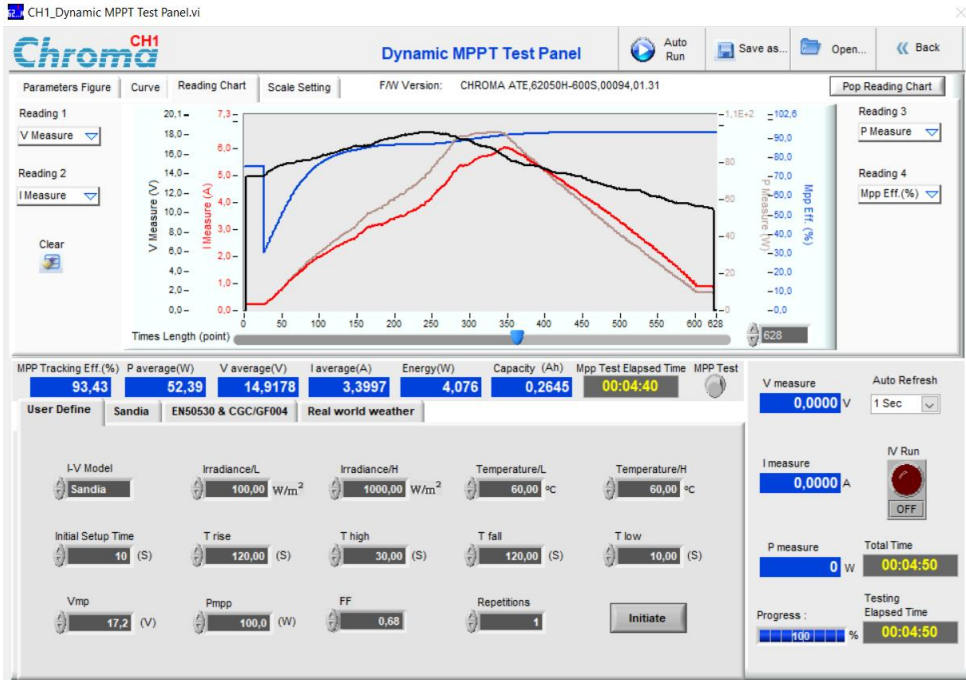 CH1_Dynamic MPPT Test Panel.vi
Chroma CH1
Dynamic MPPT Test Panel
Auto Run
Save as...
Open...
Back
Parameters Figure
Curve
Reading Chart
Scale Setting
F/W Version: CHROMA ATE,62050H-600S,00094,01.31
Pop Reading Chart
Reading 1
V Measure
Reading 2
I Measure
Clear
V Measure (V)
20,1
18,0
16,0
14,0
12,0
10,0
8,0
6,0
4,0
2,0
0,0
I Measure (A)
7,3
6,0
5,0
4,0
3,0
2,0
1,0
0,0
1,1E+2
80
60
40
20
0
P Measure (W)
102,6
90,0
80,0
70,0
60,0
50,0
40,0
30,0
20,0
10,0
0,0
Mpp Eff. (%)
0 50 100 150 200 250 300 350 400 450 500 550 600 628
Times Length (point)
628
Reading 3
P Measure
Reading 4
Mpp Eff.(%)
MPP Tracking Eff.(%) P average(W) V average(V) I average(A) Energy(W) Capacity (Ah) Mpp Test Elapsed Time MPP Test
93,43 52,39 14,9178 3,3997 4,076 0,2645 00:04:40
User Define
Sandia
EN50530 & CGC/GF004
Real world weather
I-V Model Irradiance/L Irradiance/H Temperature/L Temperature/H
Sandia 100,00 W/m² 1000,00 W/m² 60,00 ºC 60,00 ºC
Initial Setup Time T rise T high T fall T low
10 (S) 120,00 (S) 30,00 (S) 120,00 (S) 10,00 (S)
Vmp Pmpp FF Repetitions
17,2 (V) 100,0 (W) 0,68 1
Initiate
V measure
0,0000 V
Auto Refresh
1 Sec
I measure
0,0000 A
IV Run
OFF
P measure
0 W
Total Time
00:04:50
Progress :
100 %
Testing Elapsed Time
00:04:50